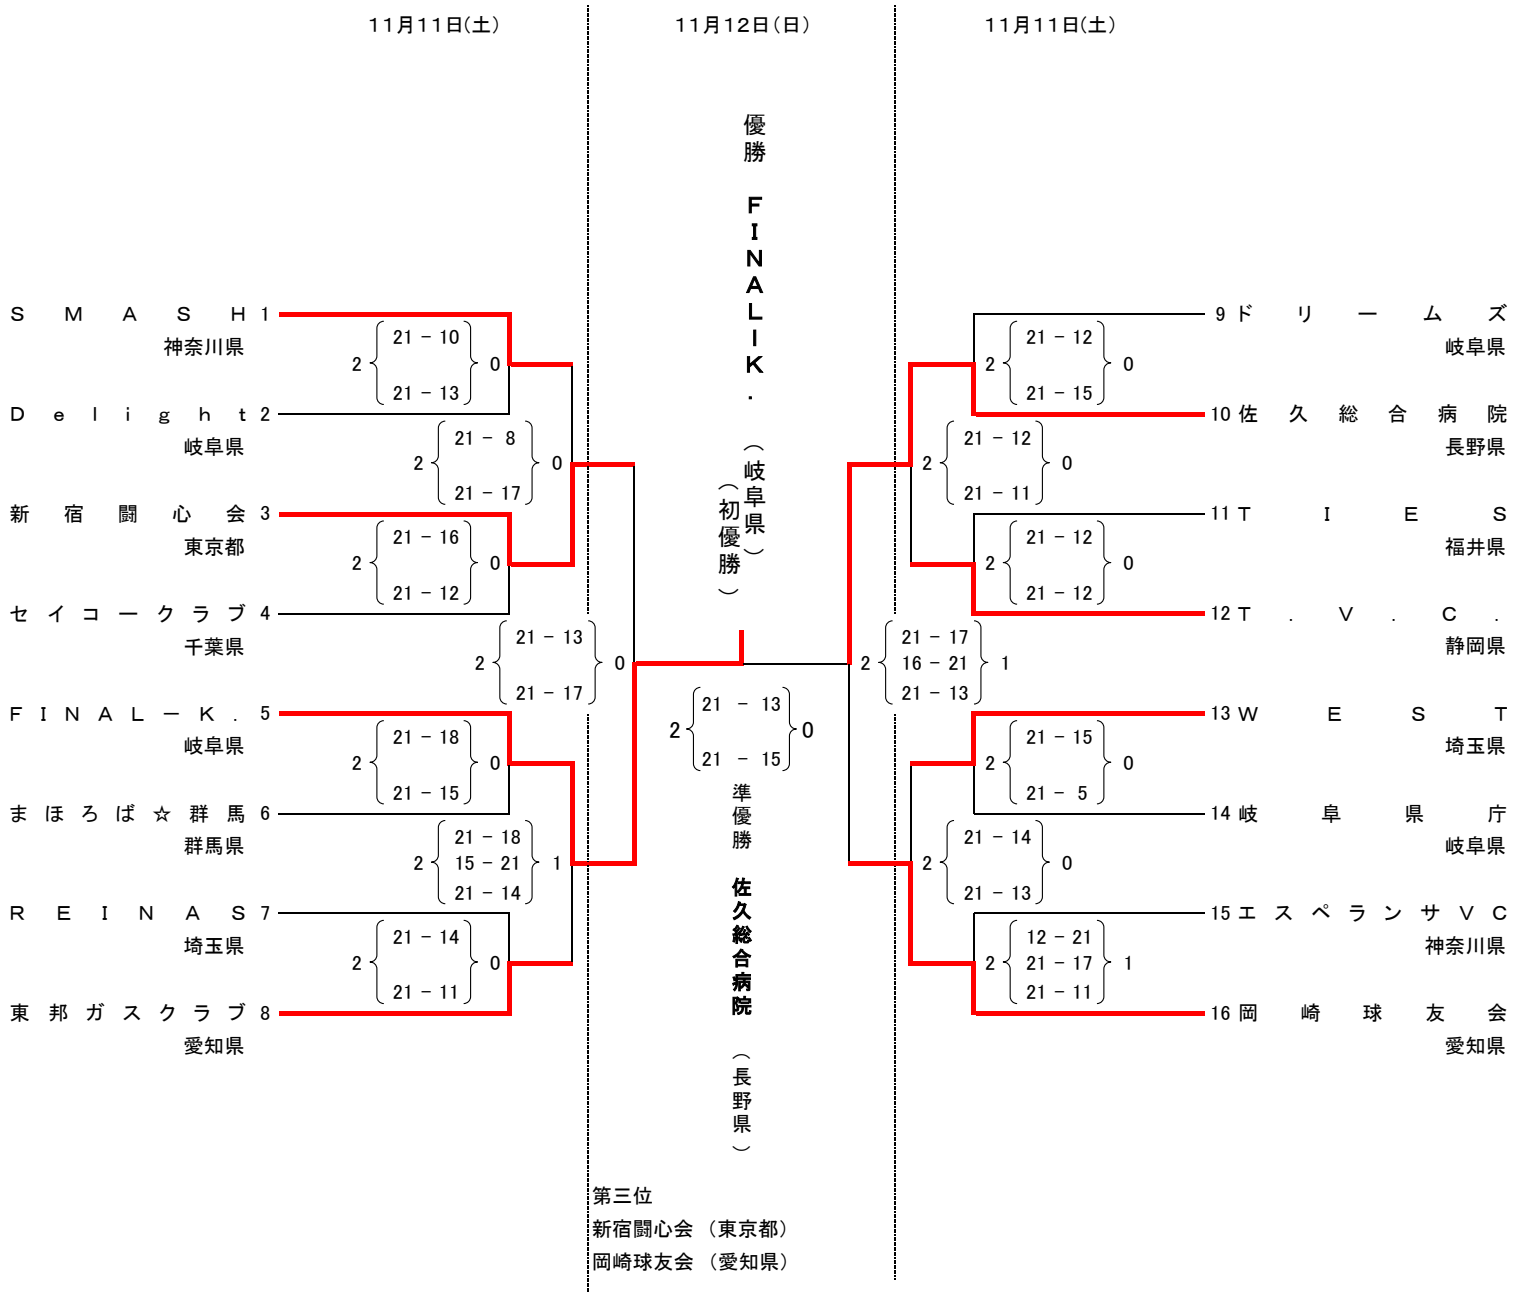 11月11日(土)
11月12日(日)
11月11日(土)
優勝 FINAL-K. (岐阜県)
(初優勝)
SMASH 1
神奈川県
21 - 10
2 0
21 - 13
Delight 2
岐阜県
21 - 8
2 0
21 - 17
新宿闘心会 3
東京都
21 - 16
2 0
21 - 12
セイコークラブ 4
千葉県
21 - 13
2 0
21 - 17
FINAL-K. 5
岐阜県
21 - 18
2 0
21 - 15
まほろば☆群馬 6
群馬県
21 - 18
2 15 - 21 1
21 - 14
REINAS 7
埼玉県
21 - 14
2 0
21 - 11
東邦ガスクラブ 8
愛知県
21 - 13
2 0
21 - 15
準優勝 佐久総合病院 (長野県)
9 ドリームズ
岐阜県
21 - 12
2 0
21 - 15
10 佐久総合病院
長野県
21 - 12
2 0
21 - 11
11 TIES
福井県
21 - 12
2 0
21 - 12
12 T.V.C.
静岡県
21 - 17
2 16 - 21 1
21 - 13
13 WEST
埼玉県
21 - 15
2 0
21 - 5
14 岐阜県庁
岐阜県
21 - 14
2 0
21 - 13
15 エスペランサVC
神奈川県
12 - 21
2 21 - 17 1
21 - 11
16 岡崎球友会
愛知県
第三位
新宿闘心会 (東京都)
岡崎球友会 (愛知県)